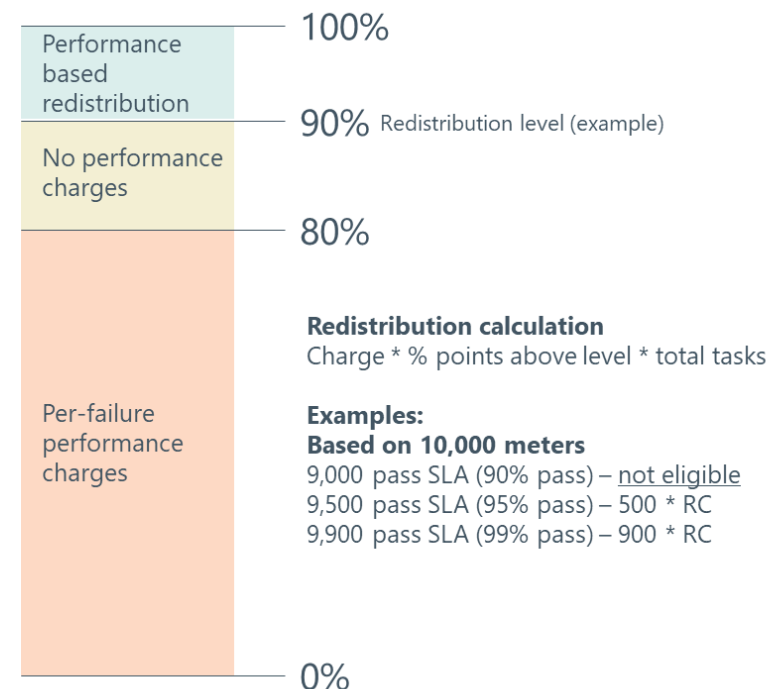 100%
Performance
based
redistribution
90% Redistribution level (example)
No performance
charges
80%
Redistribution calculation
Charge * % points above level * total tasks
Per-failure
performance
charges
Examples:
Based on 10,000 meters
9,000 pass SLA (90% pass) – not eligible
9,500 pass SLA (95% pass) – 500 * RC
9,900 pass SLA (99% pass) – 900 * RC
0%